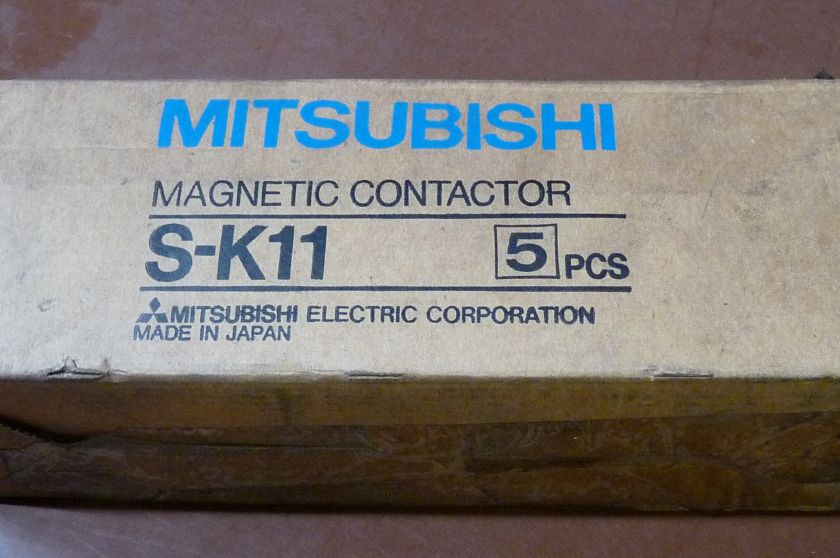 MITSUBISHI
MAGNETIC CONTACTOR
S-K11 5 PCS
MITSUBISHI ELECTRIC CORPORATION
MADE IN JAPAN